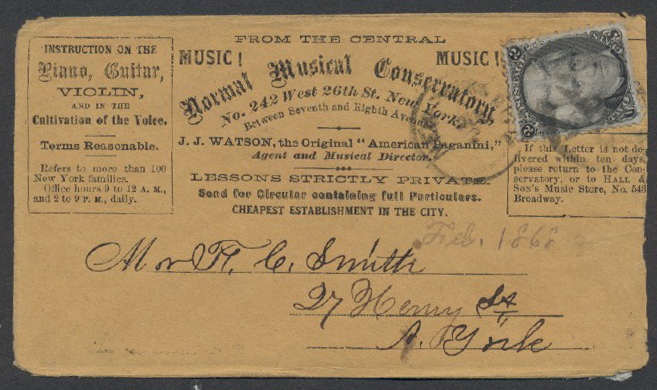 INSTRUCTION ON THE
Piano, Guitar,
VIOLIN,
AND IN THE
Cultivation of the Voice.
Terms Reasonable.
Refers to more than 100
New York families.
Office hours 9 to 12 A. M.,
and 2 to 9 P. M., daily.
FROM THE CENTRAL
MUSIC! MUSIC!
Normal Musical Conservatory,
No. 242 West 26th St. New York
Between Seventh and Eighth Avenues
J. J. WATSON, the Original "American Paganini,"
Agent and Musical Director.
LESSONS STRICTLY PRIVATE.
Send for Circular containing full Particulars.
CHEAPEST ESTABLISHMENT IN THE CITY.
If this Letter is not de-
livered within ten days,
please return to the Con-
servatory, or to HALL &
SON'S Music Store, No. 543
Broadway.
Feb. 1868
Mr F. C. Smith
27 Henry St
N. York